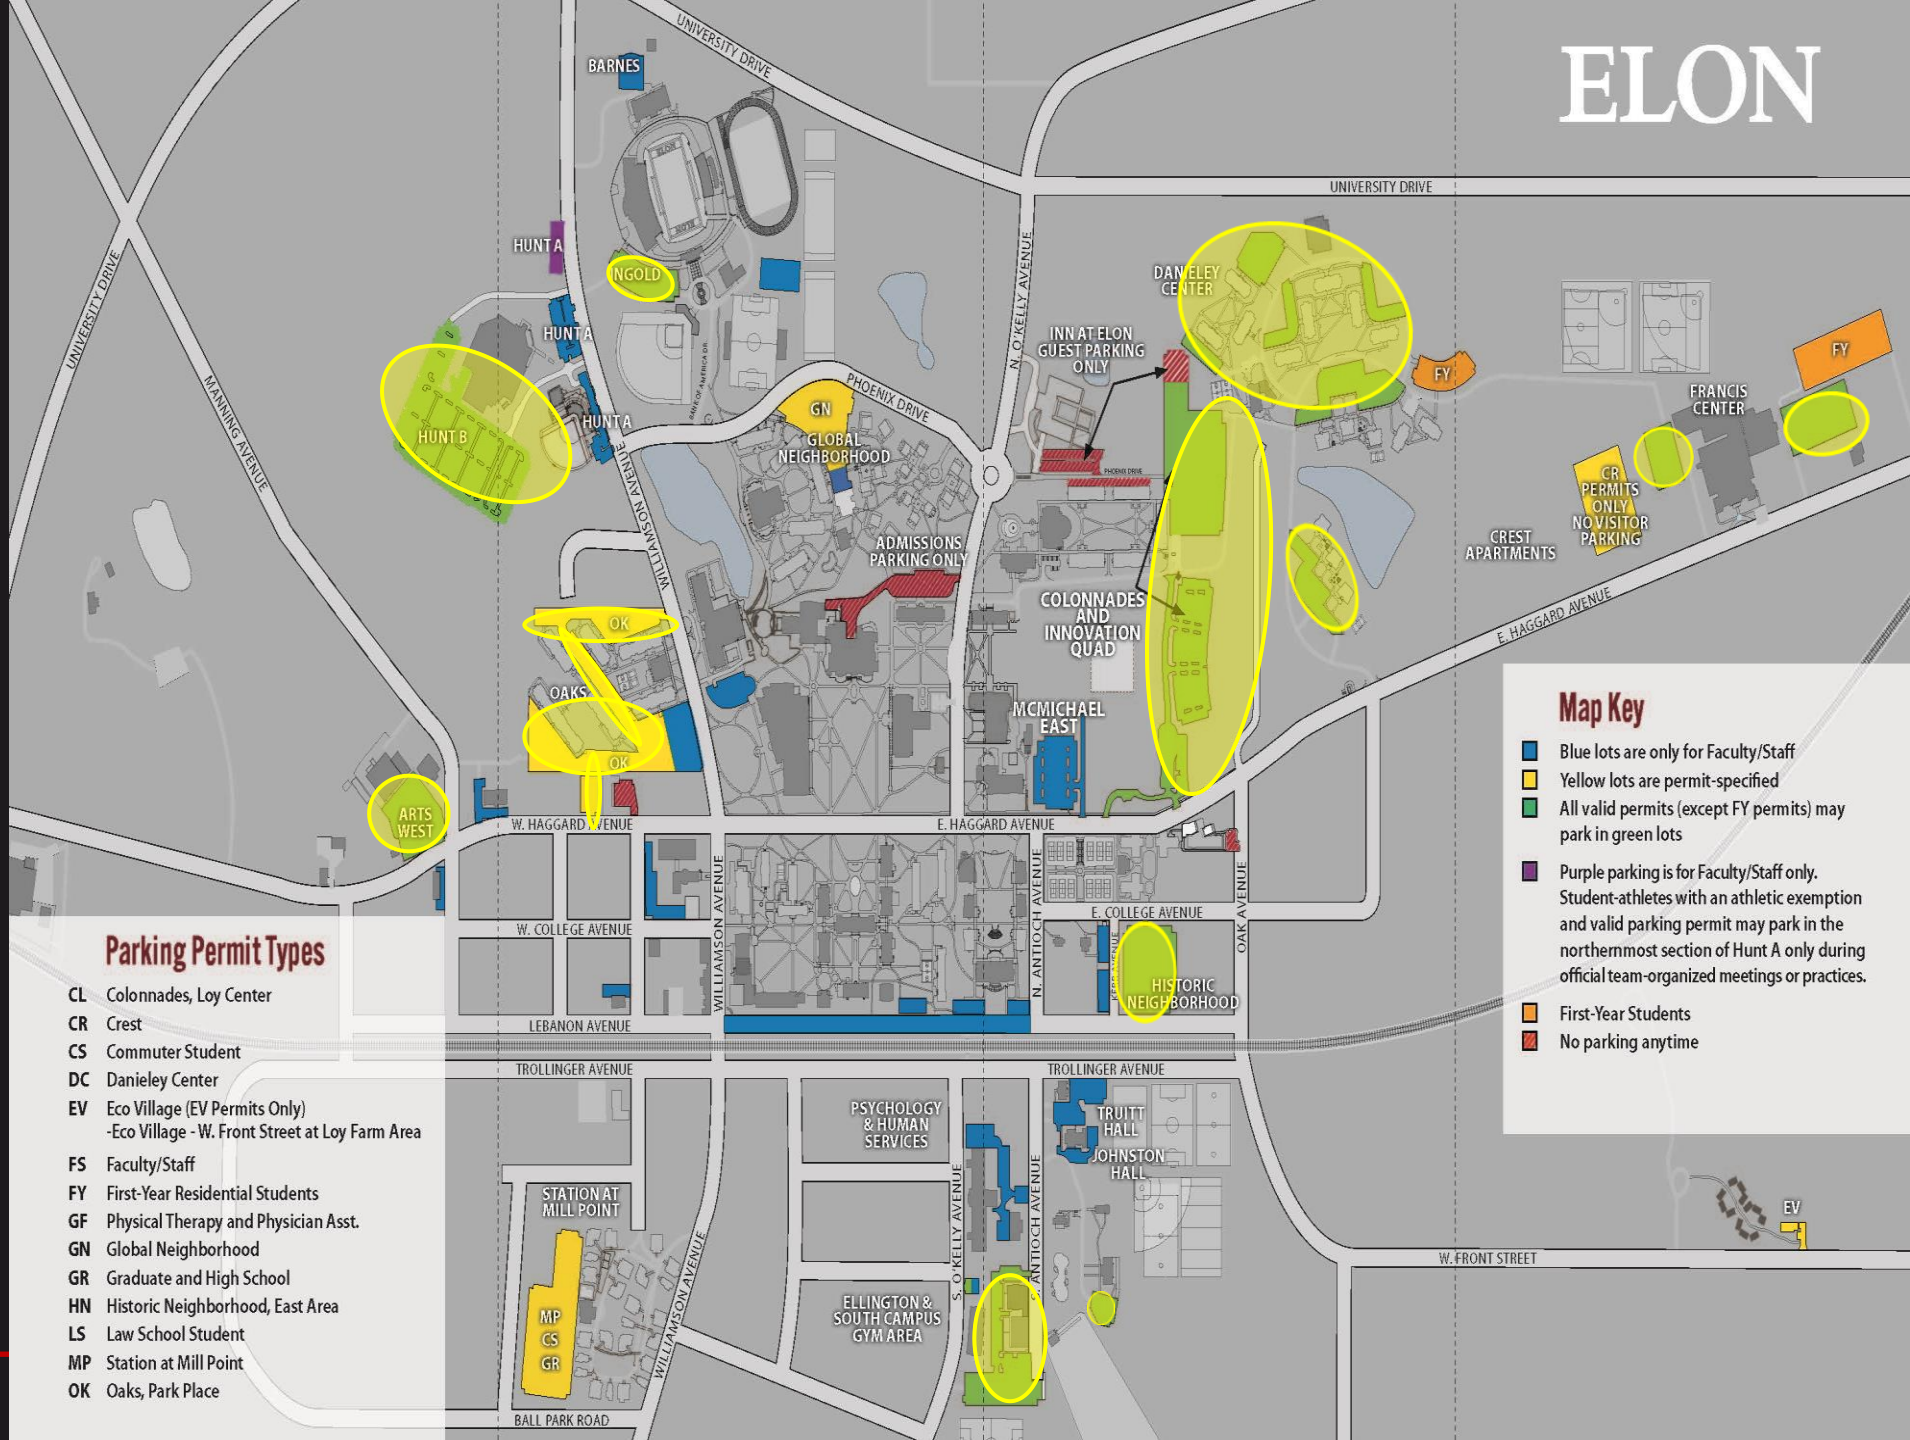 ELON
UNIVERSITY DRIVE
BARNES
ELON
UNIVERSITY DRIVE
HUNT A
INGOLD
N. O'KELLY AVENUE
DANIELEY
CENTER
UNIVERSITY DRIVE
HUNT A
INN AT ELON
GUEST PARKING
ONLY
BANK OF AMERICA DR.
FY
FY
MANNING AVENUE
PHOENIX DRIVE
GN
GLOBAL
NEIGHBORHOOD
HUNT A
HUNT B
FRANCIS
CENTER
PHOENIX DRIVE
CR
PERMITS
ONLY
NO VISITOR
PARKING
WILLIAMSON AVENUE
WILLIAMS
ADMISSIONS
PARKING ONLY
CREST
APARTMENTS
COLONNADES
AND
INNOVATION
QUAD
E. HAGGARD AVENUE
OK
OAKS
OK
MCMICHAEL
EAST
ARTS
WEST
W. HAGGARD AVENUE
E. HAGGARD AVENUE
WILLIAMSON AVENUE
N. ANTIOCH AVENUE
OAK AVENUE
E. COLLEGE AVENUE
W. COLLEGE AVENUE
KERR AVENUE
HISTORIC
NEIGHBORHOOD
LEBANON AVENUE
TROLLINGER AVENUE
TROLLINGER AVENUE
PSYCHOLOGY
& HUMAN
SERVICES
TRUITT
HALL
JOHNSTON
HALL
STATION AT
MILL POINT
S. O'KELLY AVENUE
S. ANTIOCH AVENUE
EV
W. FRONT STREET
MP
CS
GR
WILLIAMSON AVENUE
ELLINGTON &
SOUTH CAMPUS
GYM AREA
BALL PARK ROAD
Map Key
Blue lots are only for Faculty/Staff
Yellow lots are permit-specified
All valid permits (except FY permits) may
park in green lots
Purple parking is for Faculty/Staff only.
Student-athletes with an athletic exemption
and valid parking permit may park in the
northernmost section of Hunt A only during
official team-organized meetings or practices.
First-Year Students
No parking anytime
Parking Permit Types
CL Colonnades, Loy Center
CR Crest
CS Commuter Student
DC Danieley Center
EV Eco Village (EV Permits Only)
-Eco Village - W. Front Street at Loy Farm Area
FS Faculty/Staff
FY First-Year Residential Students
GF Physical Therapy and Physician Asst.
GN Global Neighborhood
GR Graduate and High School
HN Historic Neighborhood, East Area
LS Law School Student
MP Station at Mill Point
OK Oaks, Park Place